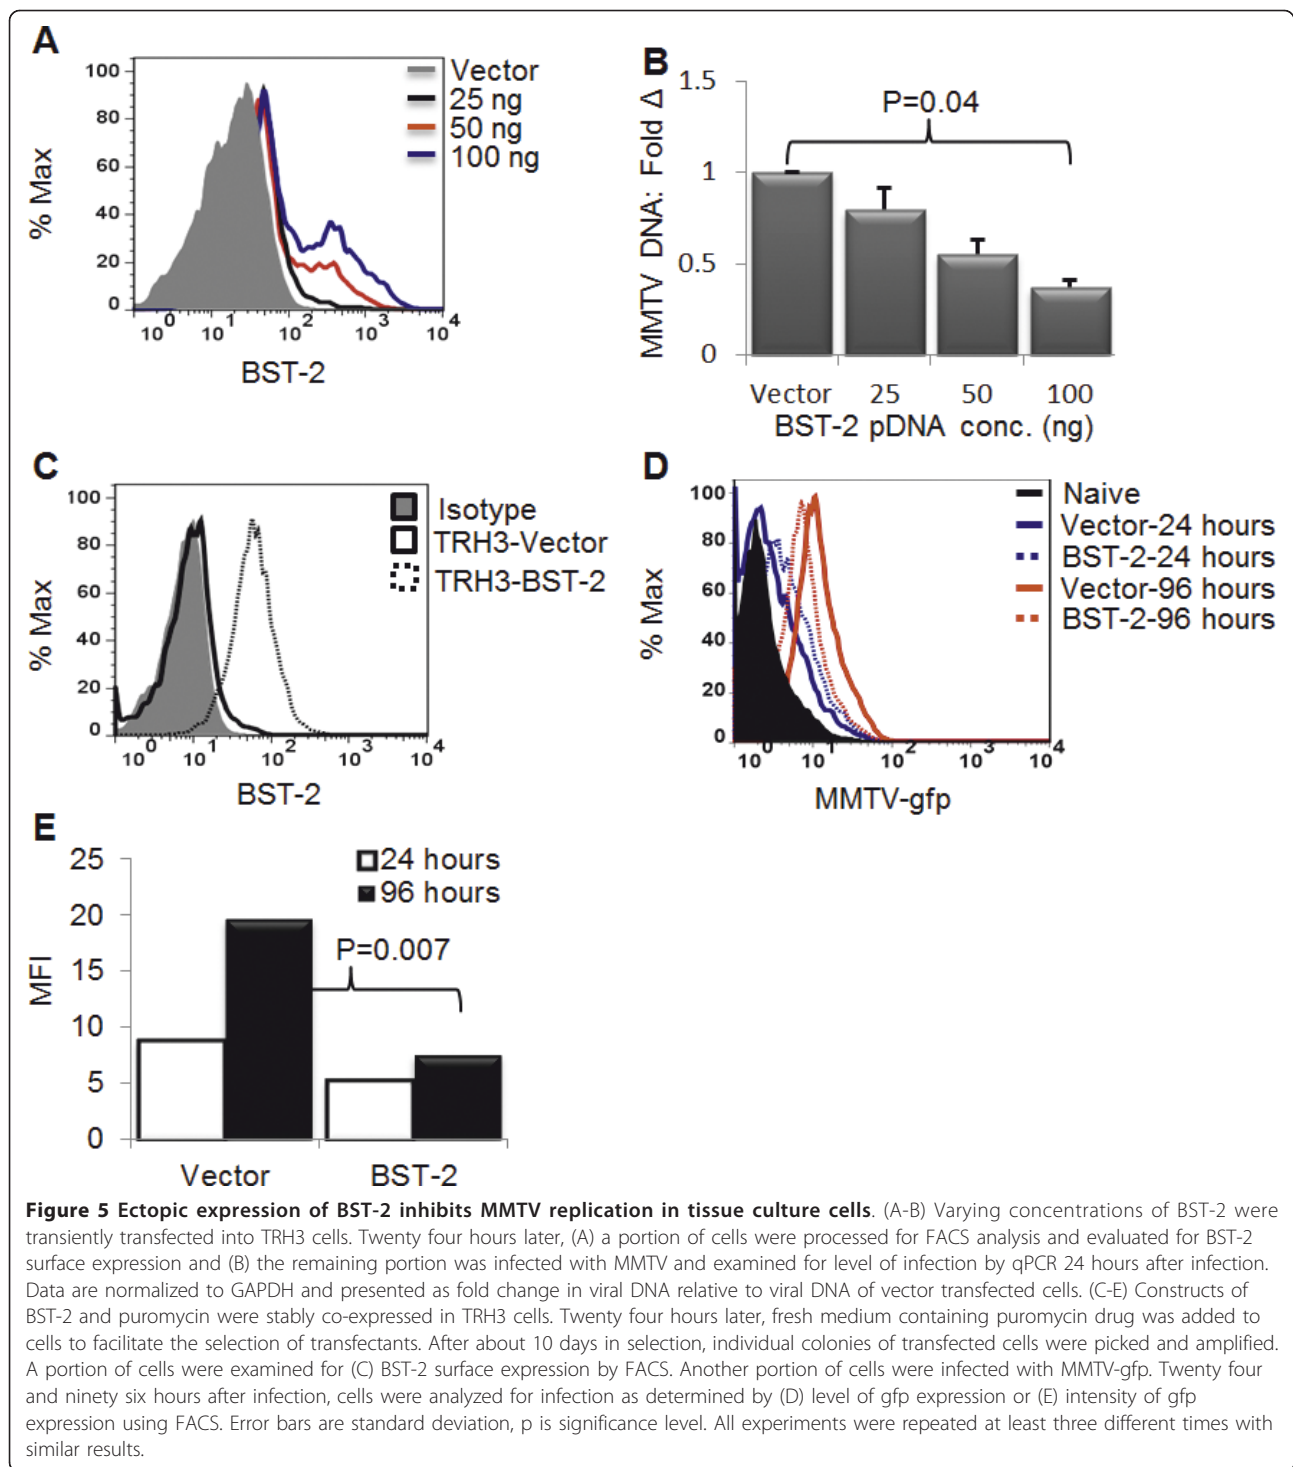 A
100
80
60
40
20
0
% Max
10 0
10 1
10 2
10 3
10 4
BST-2
Vector
25 ng
50 ng
100 ng
B
1.5
1
0.5
0
MMTV DNA: Fold Δ
P=0.04
Vector 25 50 100
BST-2 pDNA conc. (ng)
C
100
80
60
40
20
0
% Max
10 0
10 1
10 2
10 3
10 4
BST-2
Isotype
TRH3-Vector
TRH3-BST-2
D
100
80
60
40
20
0
% Max
10 0
10 1
10 2
10 3
10 4
MMTV-gfp
Naive
Vector-24 hours
BST-2-24 hours
Vector-96 hours
BST-2-96 hours
E
25
20
15
10
5
0
MFI
24 hours
96 hours
P=0.007
Vector BST-2
Figure 5 Ectopic expression of BST-2 inhibits MMTV replication in tissue culture cells. (A-B) Varying concentrations of BST-2 were
transiently transfected into TRH3 cells. Twenty four hours later, (A) a portion of cells were processed for FACS analysis and evaluated for BST-2
surface expression and (B) the remaining portion was infected with MMTV and examined for level of infection by qPCR 24 hours after infection.
Data are normalized to GAPDH and presented as fold change in viral DNA relative to viral DNA of vector transfected cells. (C-E) Constructs of
BST-2 and puromycin were stably co-expressed in TRH3 cells. Twenty four hours later, fresh medium containing puromycin drug was added to
cells to facilitate the selection of transfectants. After about 10 days in selection, individual colonies of transfected cells were picked and amplified.
A portion of cells were examined for (C) BST-2 surface expression by FACS. Another portion of cells were infected with MMTV-gfp. Twenty four
and ninety six hours after infection, cells were analyzed for infection as determined by (D) level of gfp expression or (E) intensity of gfp
expression using FACS. Error bars are standard deviation, p is significance level. All experiments were repeated at least three different times with
similar results.